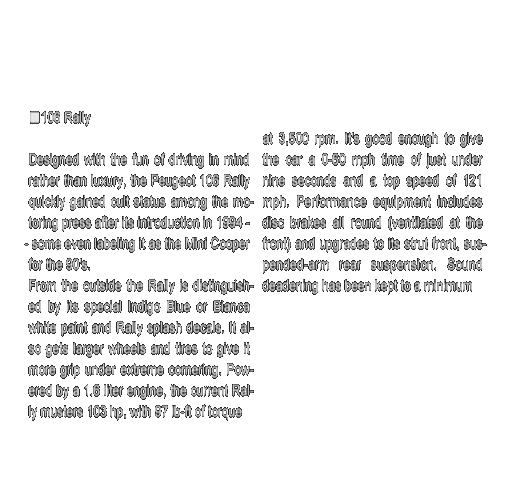 106 Rally
Designed with the fun of driving in mind
rather than luxury, the Peugeot 106 Rally
quickly gained cult status among the mo-
toring press after its introduction in 1994 -
- some even labeling it as the Mini Cooper
for the 90's.
From the outside the Rally is distinguish-
ed by its special Indigo Blue or Bianca
white paint and Rally splash decals. It al-
so gets larger wheels and tires to give it
more grip under extreme cornering. Pow-
ered by a 1.6 liter engine, the current Ral-
ly musters 103 hp, with 97 lb-ft of torque
at 3,500 rpm. It's good enough to give
the car a 0-60 mph time of just under
nine seconds and a top speed of 121
mph. Performance equipment includes
disc brakes all round (ventilated at the
front) and upgrades to its strut front, sus-
pended-arm rear suspension. Sound
deadening has been kept to a minimum